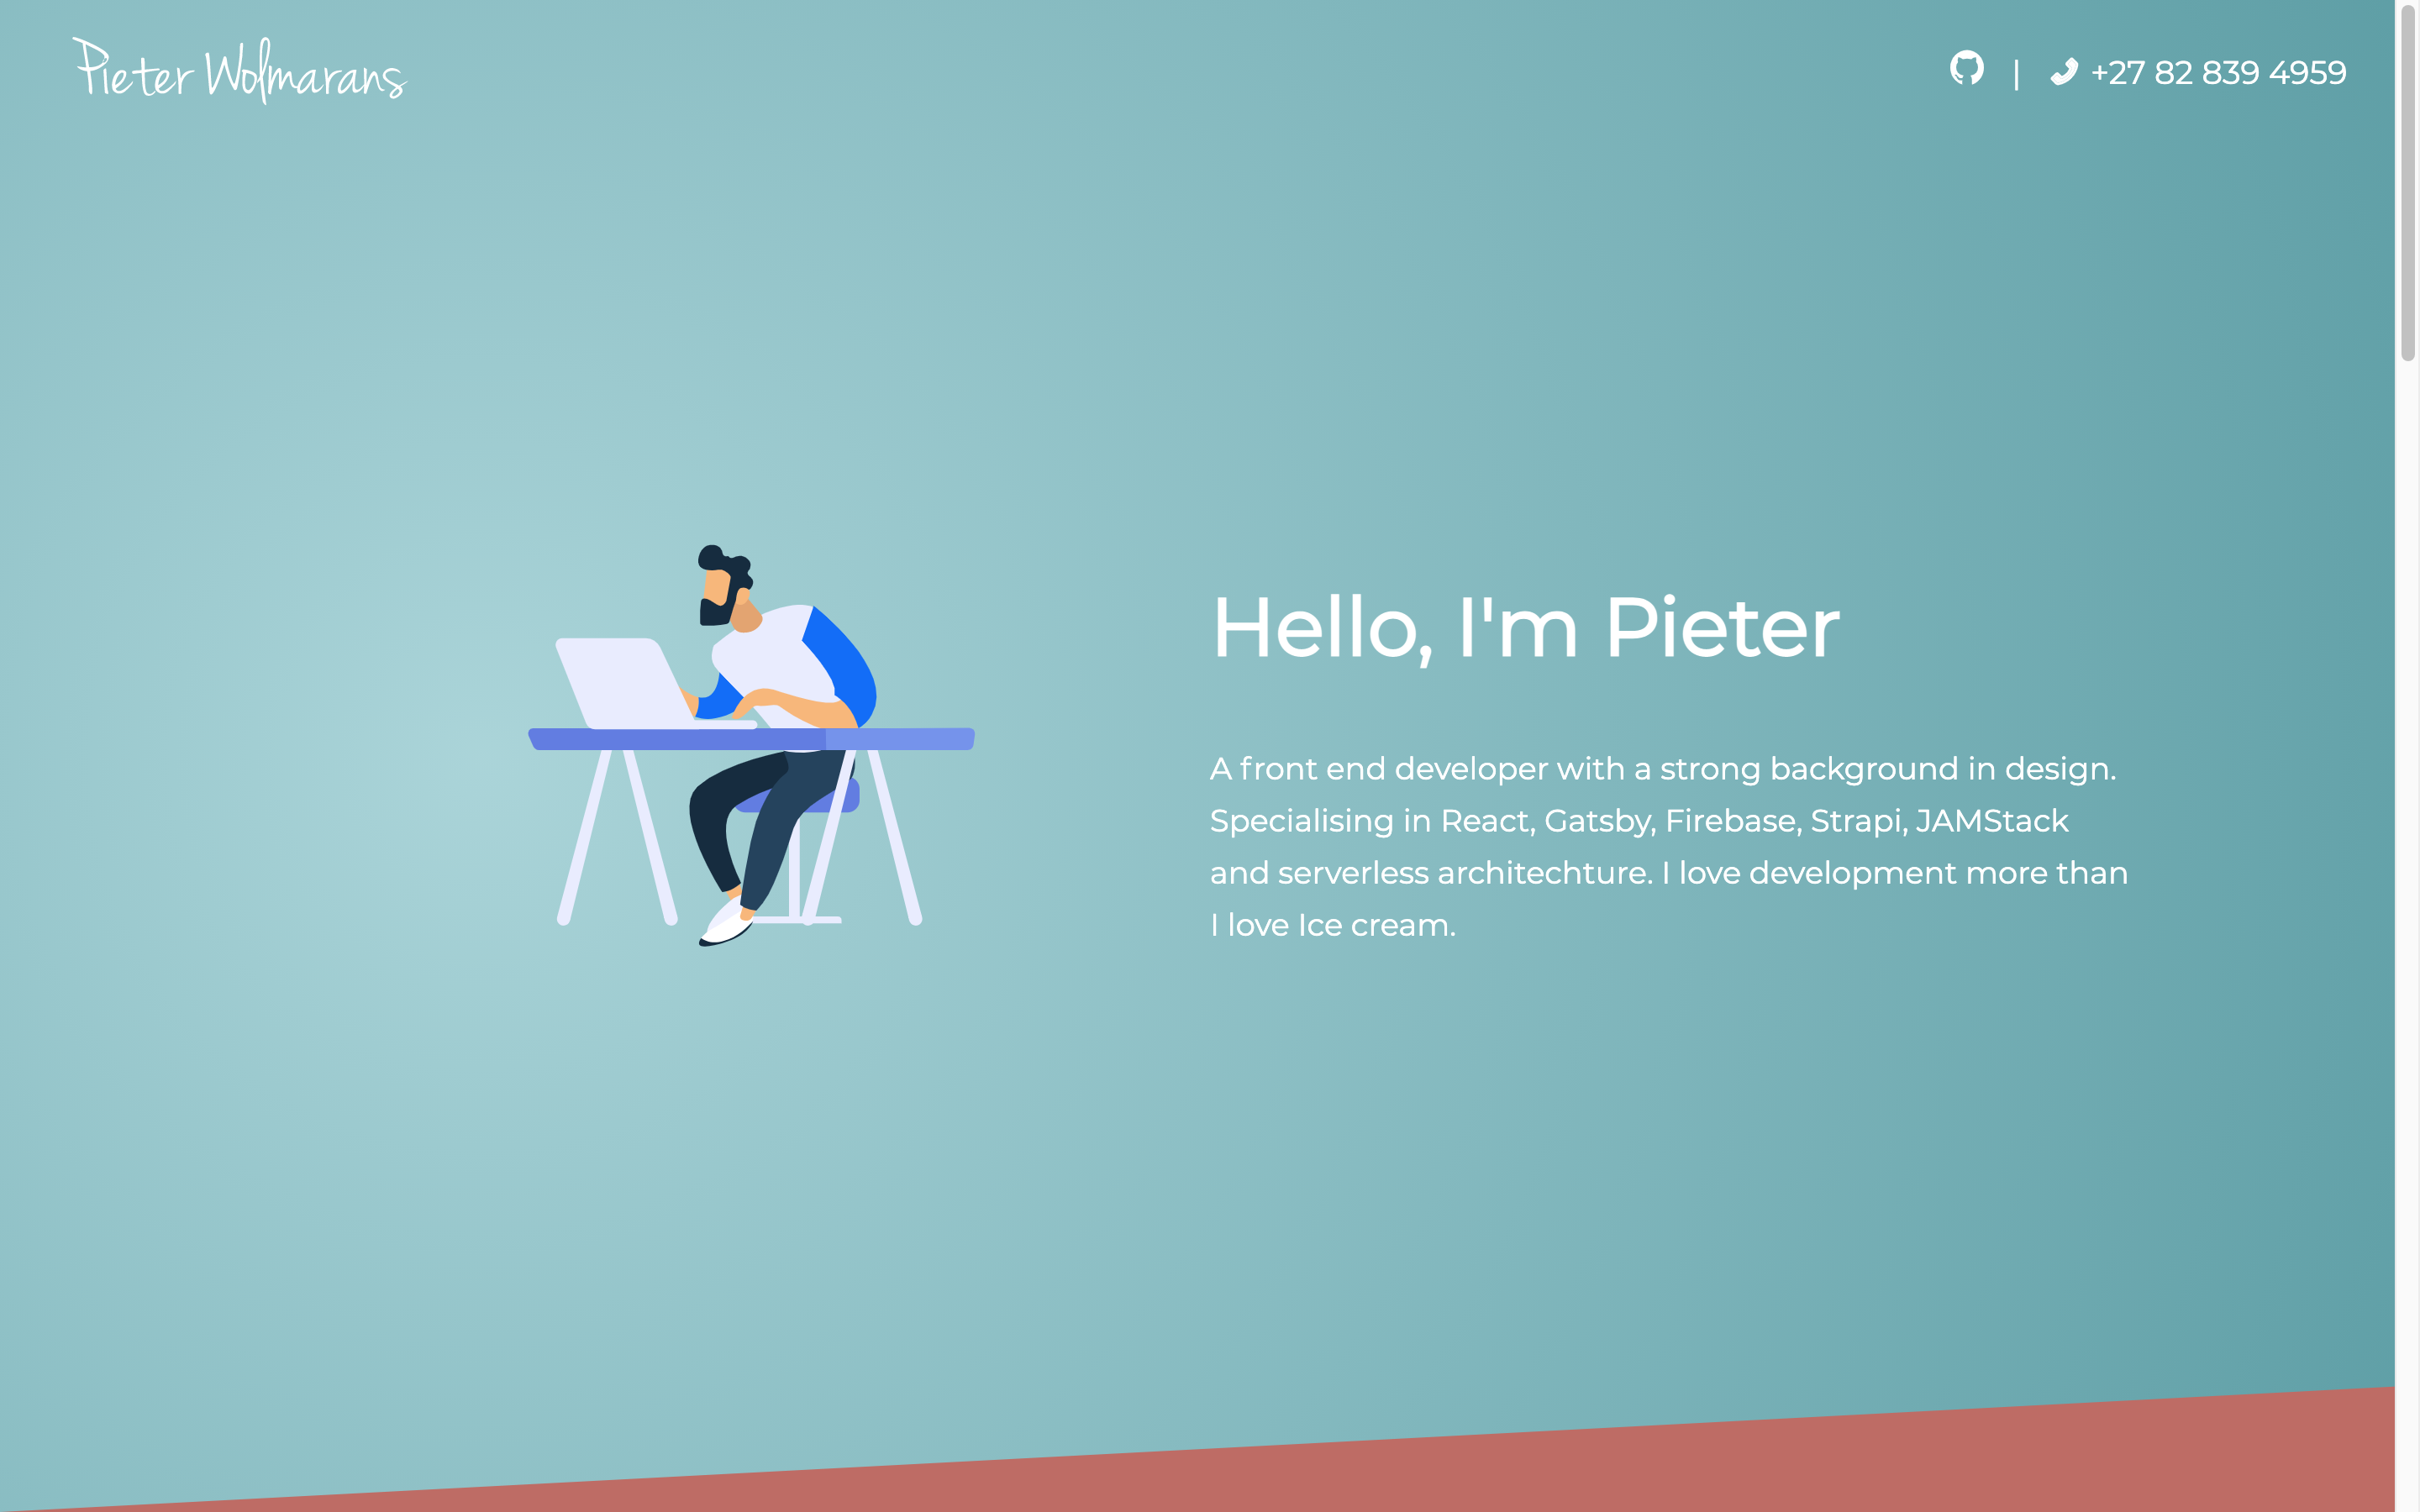 Pieter Wolmarans
| +27 82 839 4959
Hello, I'm Pieter
A front end developer with a strong background in design.
Specialising in React, Gatsby, Firebase, Strapi, JAMStack
and serverless architechture. I love development more than
I love Ice cream.